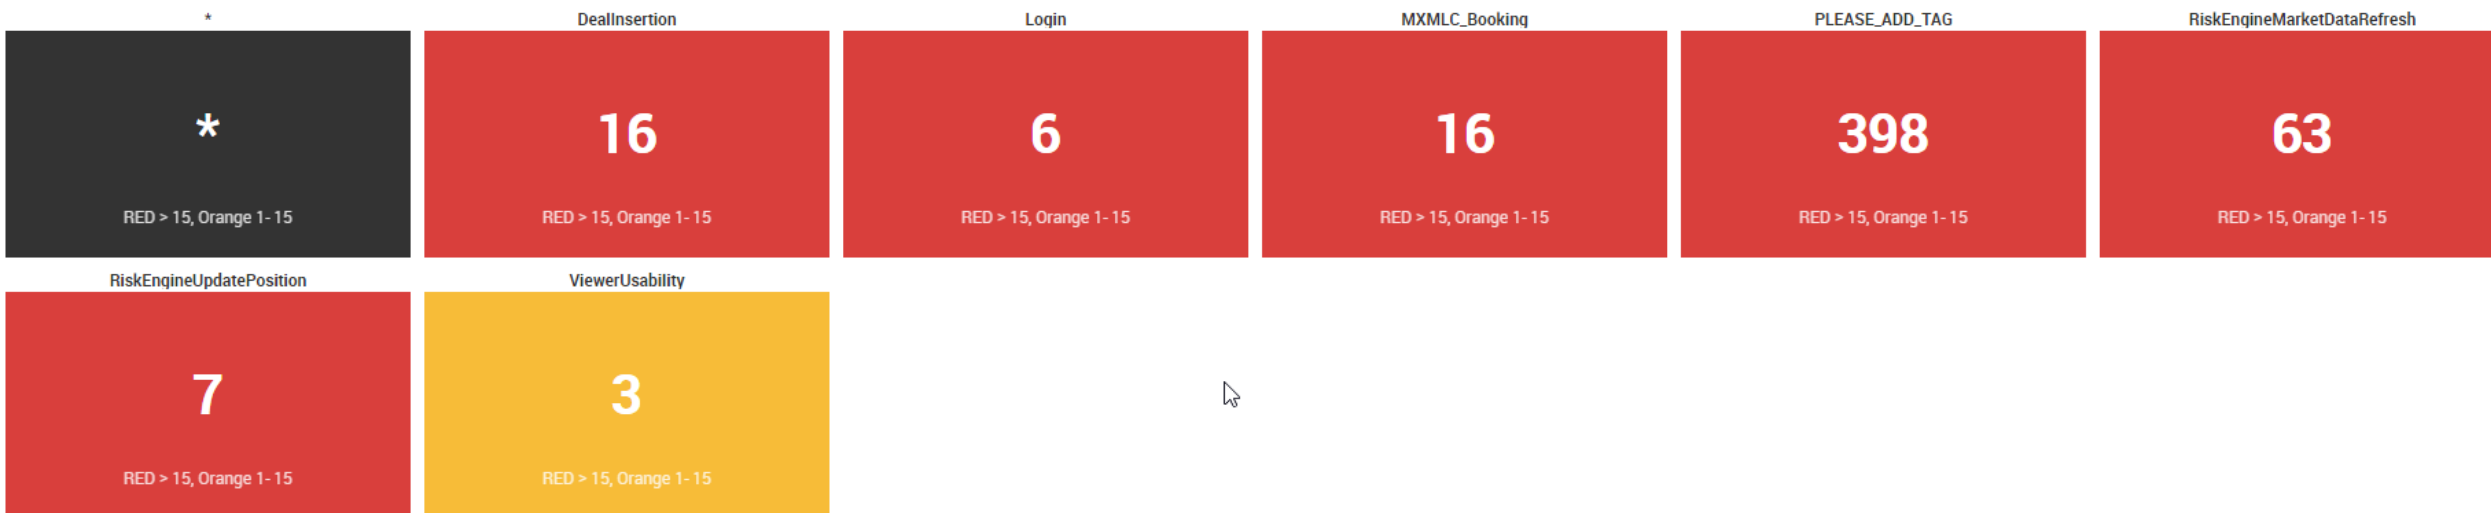 *
DealInsertion
Login
MXMLC_Booking
PLEASE_ADD_TAG
RiskEngineMarketDataRefresh
*
16
6
16
398
63
RED > 15, Orange 1- 15
RED > 15, Orange 1- 15
RED > 15, Orange 1- 15
RED > 15, Orange 1- 15
RED > 15, Orange 1- 15
RED > 15, Orange 1- 15
RiskEngineUpdatePosition
ViewerUsability
7
3
RED > 15, Orange 1- 15
RED > 15, Orange 1- 15